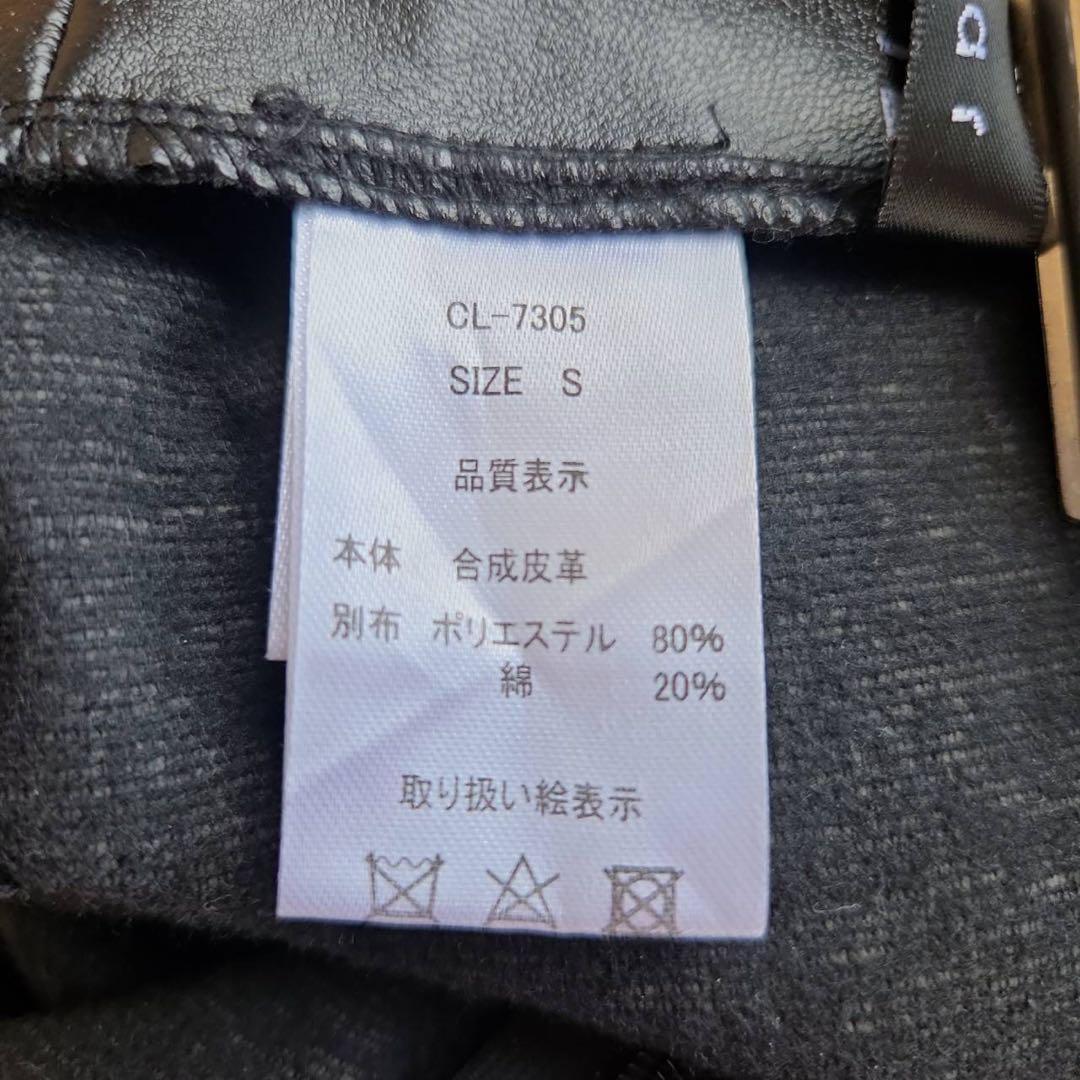 CL-7305
SIZE S
品質表示
本体 合成皮革
別布 ポリエステル 80%
綿 20%
取り扱い絵表示
a r